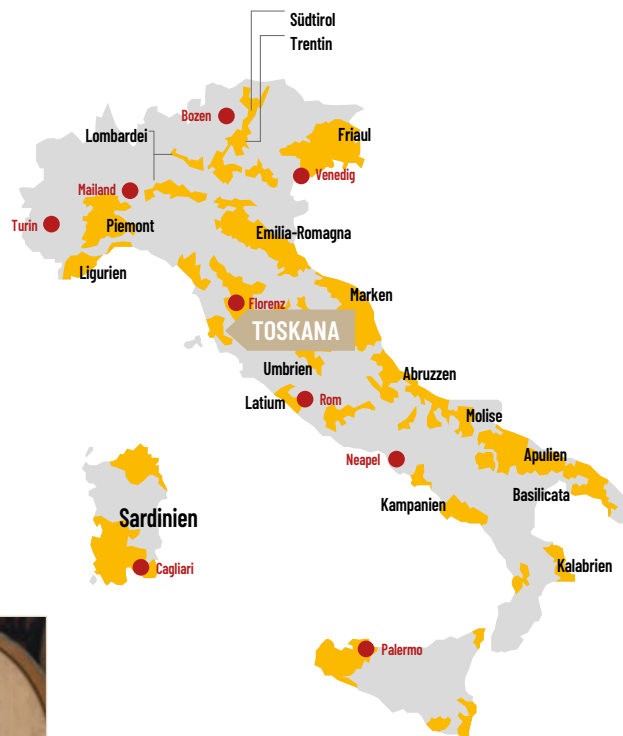 Südtirol
Trentin
Bozen
Lombardei
Friaul
Venedig
Mailand
Turin
Piemont
Emilia-Romagna
Ligurien
Marken
Florenz
TOSKANA
Umbrien
Abruzzen
Latium
Rom
Molise
Neapel
Apulien
Basilicata
Kampanien
Sardinien
Kalabrien
Cagliari
Palermo